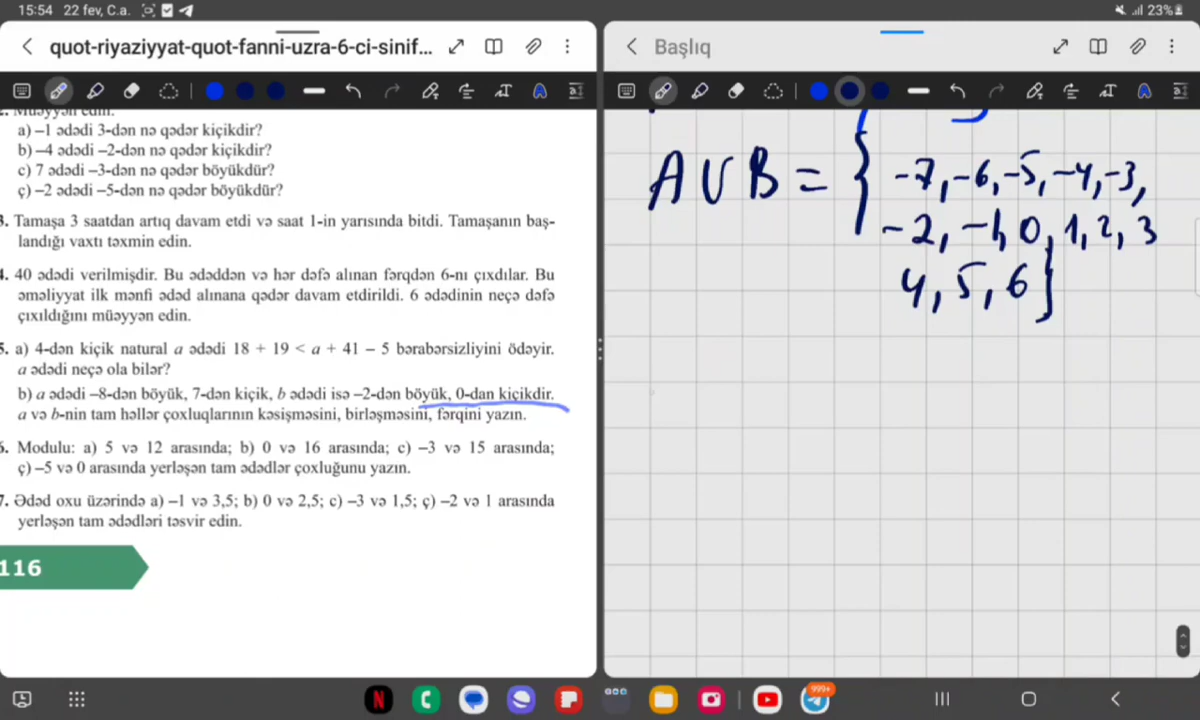 15:54 22 fev, C.a. 23%
quot-riyaziyyat-quot-fanni-uzra-6-ci-sinif...
Müəyyən edin.
a) –1 ədədi 3-dən nə qədər kiçikdir?
b) –4 ədədi –2-dən nə qədər kiçikdir?
c) 7 ədədi –3-dən nə qədər böyükdür?
ç) –2 ədədi –5-dən nə qədər böyükdür?
3. Tamaşa 3 saatdan artıq davam etdi və saat 1-in yarısında bitdi. Tamaşanın baş-
landığı vaxtı təxmin edin.
4. 40 ədədi verilmişdir. Bu ədəddən və hər dəfə alınan fərqdən 6-nı çıxdılar. Bu
əməliyyat ilk mənfi ədəd alınana qədər davam etdirildi. 6 ədədinin neçə dəfə
çıxıldığını müəyyən edin.
5. a) 4-dən kiçik natural a ədədi 18 + 19 < a + 41 – 5 bərabərsizliyini ödəyir.
a ədədi neçə ola bilər?
b) a ədədi –8-dən böyük, 7-dən kiçik, b ədədi isə –2-dən böyük, 0-dan kiçikdir.
a və b-nin tam həllər çoxluqlarının kəsişməsini, birləşməsini, fərqini yazın.
6. Modulu: a) 5 və 12 arasında; b) 0 və 16 arasında; c) –3 və 15 arasında;
ç) –5 və 0 arasında yerləşən tam ədədlər çoxluğunu yazın.
7. Ədəd oxu üzərində a) –1 və 3,5; b) 0 və 2,5; c) –3 və 1,5; ç) –2 və 1 arasında
yerləşən tam ədədləri təsvir edin.
116
Başlıq
A U B = { -7, -6, -5, -4, -3,
-2, -1, 0, 1, 2, 3
4, 5, 6 }
999+